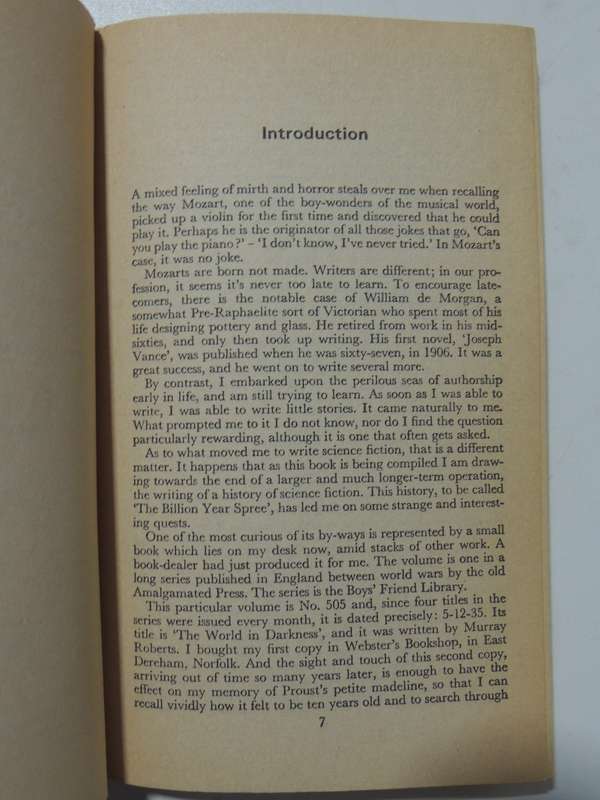 Introduction
A mixed feeling of mirth and horror steals over me when recalling
the way Mozart, one of the boy-wonders of the musical world,
picked up a violin for the first time and discovered that he could
play it. Perhaps he is the originator of all those jokes that go, ‘Can
you play the piano?’ – ‘I don't know, I've never tried.’ In Mozart's
case, it was no joke.
Mozarts are born not made. Writers are different; in our pro-
fession, it seems it's never too late to learn. To encourage late-
comers, there is the notable case of William de Morgan, a
somewhat Pre-Raphaelite sort of Victorian who spent most of his
life designing pottery and glass. He retired from work in his mid-
sixties, and only then took up writing. His first novel, ‘Joseph
Vance’, was published when he was sixty-seven, in 1906. It was a
great success, and he went on to write several more.
By contrast, I embarked upon the perilous seas of authorship
early in life, and am still trying to learn. As soon as I was able to
write, I was able to write little stories. It came naturally to me.
What prompted me to it I do not know, nor do I find the question
particularly rewarding, although it is one that often gets asked.
As to what moved me to write science fiction, that is a different
matter. It happens that as this book is being compiled I am draw-
ing towards the end of a larger and much longer-term operation,
the writing of a history of science fiction. This history, to be called
‘The Billion Year Spree’, has led me on some strange and interest-
ing quests.
One of the most curious of its by-ways is represented by a small
book which lies on my desk now, amid stacks of other work. A
book-dealer had just produced it for me. The volume is one in a
long series published in England between world wars by the old
Amalgamated Press. The series is the Boys' Friend Library.
This particular volume is No. 505 and, since four titles in the
series were issued every month, it is dated precisely: 5-12-35. Its
title is ‘The World in Darkness’, and it was written by Murray
Roberts. I bought my first copy in Webster's Bookshop, in East
Dereham, Norfolk. And the sight and touch of this second copy,
arriving out of time so many years later, is enough to have the
effect on my memory of Proust's petite madeline, so that I can
recall vividly how it felt to be ten years old and to search through
7